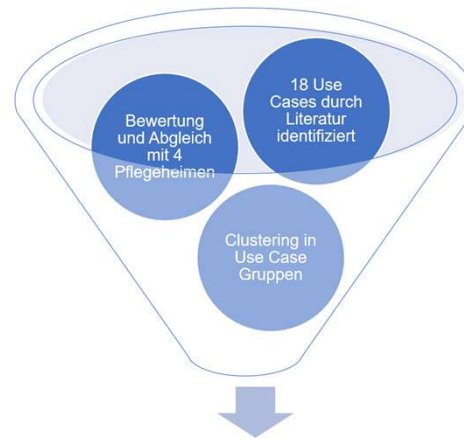 18 Use
Cases durch
Literatur
identifiziert
Bewertung
und Abgleich
mit 4
Pflegeheimen
Clustering in
Use Case
Gruppen